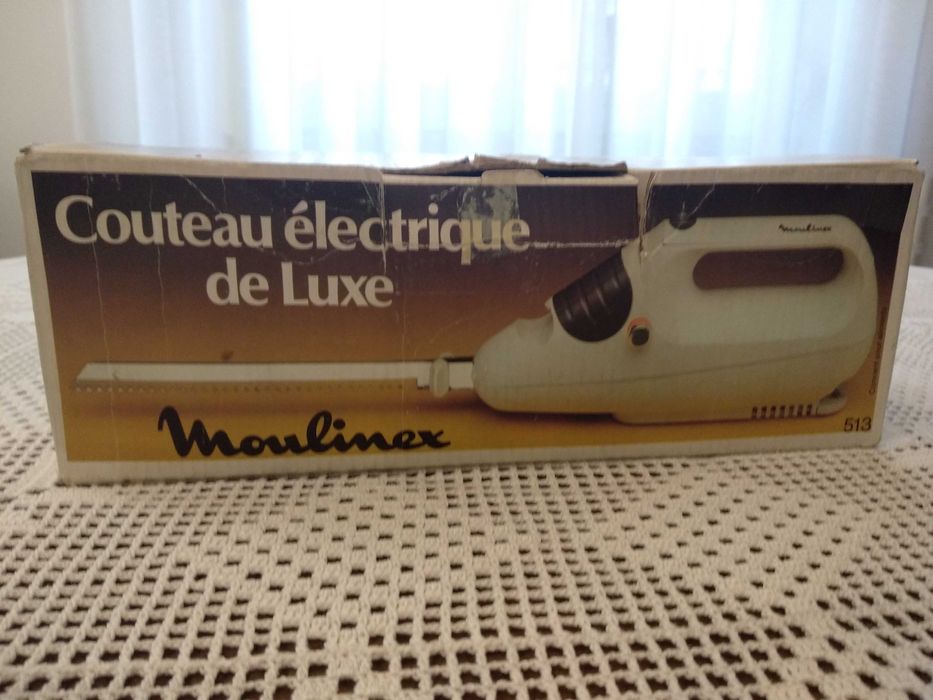 Couteau électrique
de Luxe
Moulinex
Moulinex
513